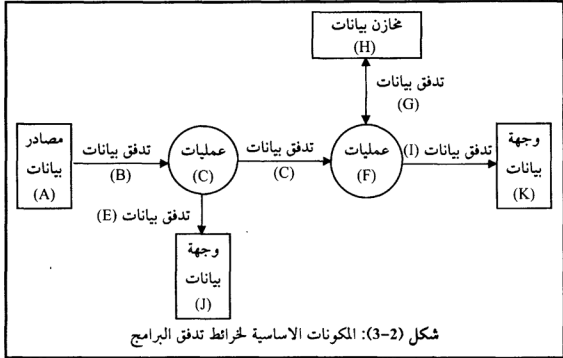 مخازن بيانات
(H)
تدفق بيانات
(G)
مصادر
بيانات
(A)
تدفق بيانات
(B)
عمليات
(C)
تدفق بيانات
(C)
عمليات
(F)
تدفق بيانات (I)
وجهة
بيانات
(K)
تدفق بيانات (E)
وجهة
بيانات
(J)
شكل (2-3): المكونات الاساسية لخرائط تدفق البرامج